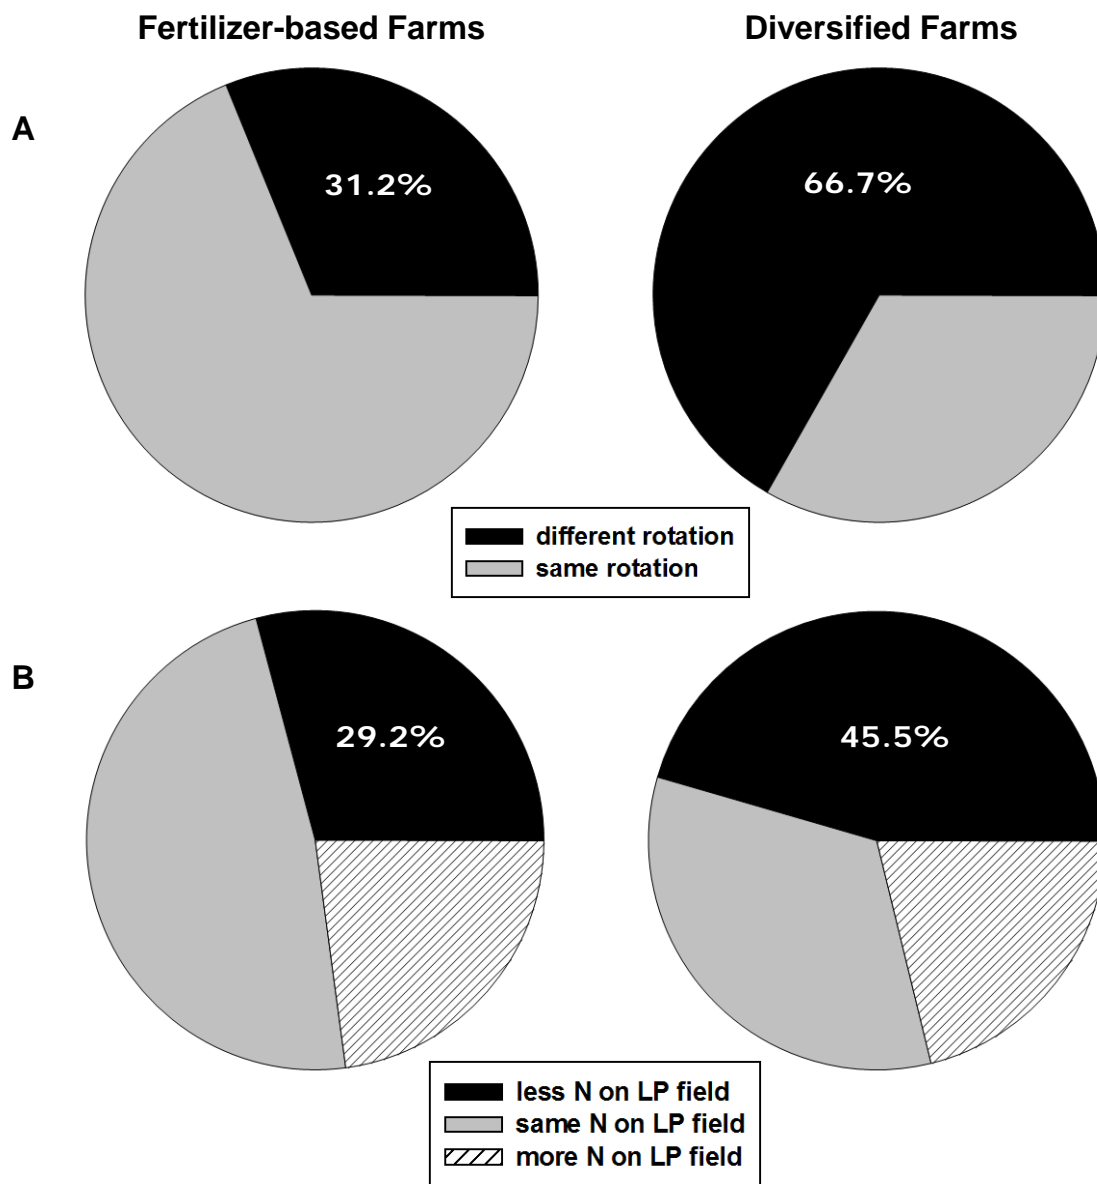 Fertilizer-based Farms
Diversified Farms
A
31.2%
66.7%
different rotation
same rotation
B
29.2%
45.5%
less N on LP field
same N on LP field
more N on LP field